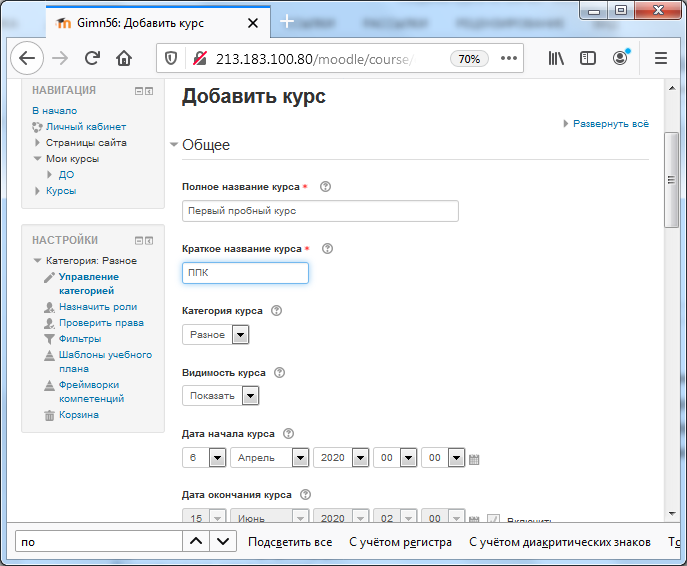 Gimn56: Добавить курс
213.183.100.80/moodle/course/
70%
НАВИГАЦИЯ
В начало
Личный кабинет
Страницы сайта
Мои курсы
ДО
Курсы
НАСТРОЙКИ
Категория: Разное
Управление
категорией
Назначить роли
Проверить права
Фильтры
Шаблоны учебного
плана
Фреймворки
компетенций
Корзина
Добавить курс
Развернуть всё
Общее
Полное название курса *
Первый пробный курс
Краткое название курса *
ППК
Категория курса
Разное
Видимость курса
Показать
Дата начала курса
6 Апрель 2020 00 00
Дата окончания курса
15 Июнь 2020 02 00 Включить
по
Подсветить все С учётом регистра С учётом диакритических знаков